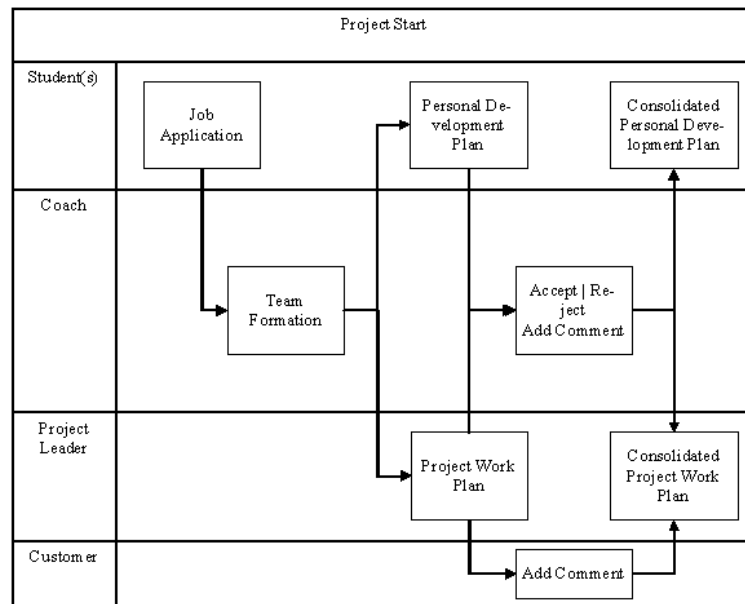 Project Start
Student(s)
Job
Application
Personal De-
velopment
Plan
Consolidated
Personal Deve-
lopment Plan
Coach
Team
Formation
Accept | Re-
ject
Add Comment
Project
Leader
Project Work
Plan
Consolidated
Project Work
Plan
Customer
Add Comment